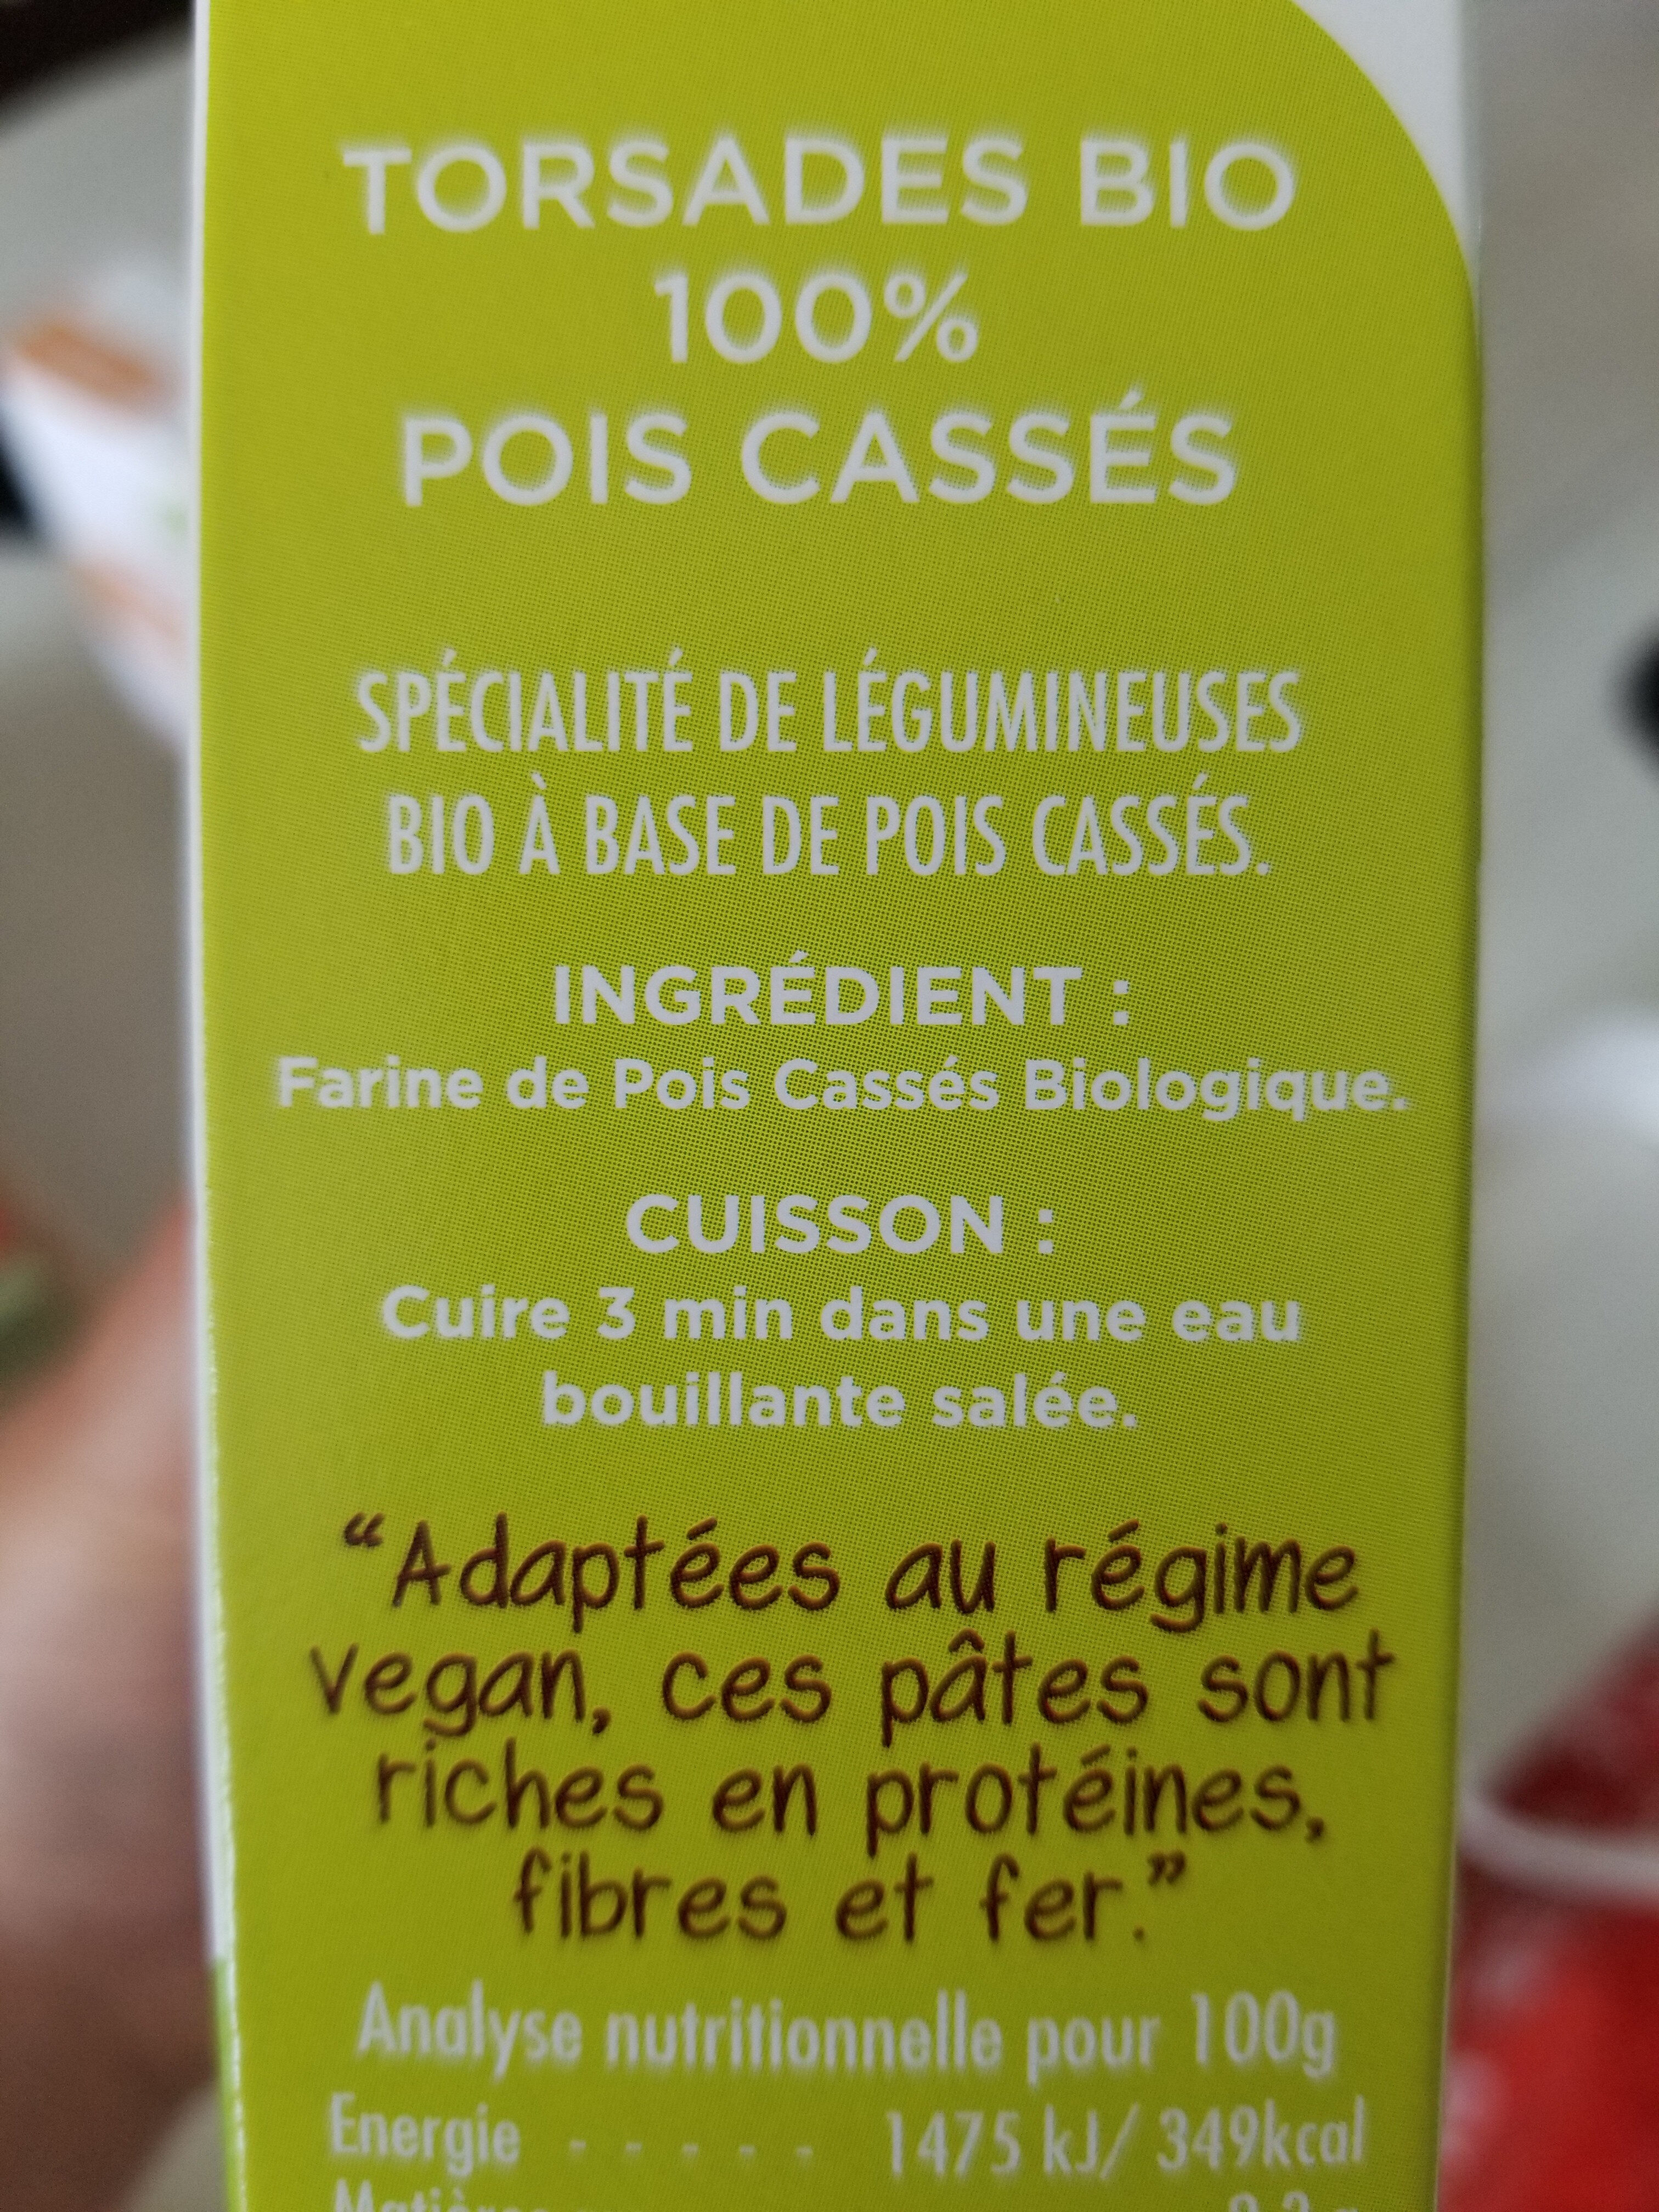 TORSADES BIO
100%
POIS CASSÉS
SPÉCIALITÉ DE LÉGUMINEUSES
BIO À BASE DE POIS CASSÉS.
INGRÉDIENT :
Farine de Pois Cassés Biologique.
CUISSON :
Cuire 3 min dans une eau
bouillante salée.
“Adaptées au régime
vegan, ces pâtes sont
riches en protéines,
fibres et fer.”
Analyse nutritionnelle pour 100g
Energie - - - - - 1475 kJ/ 349kcal
Matières